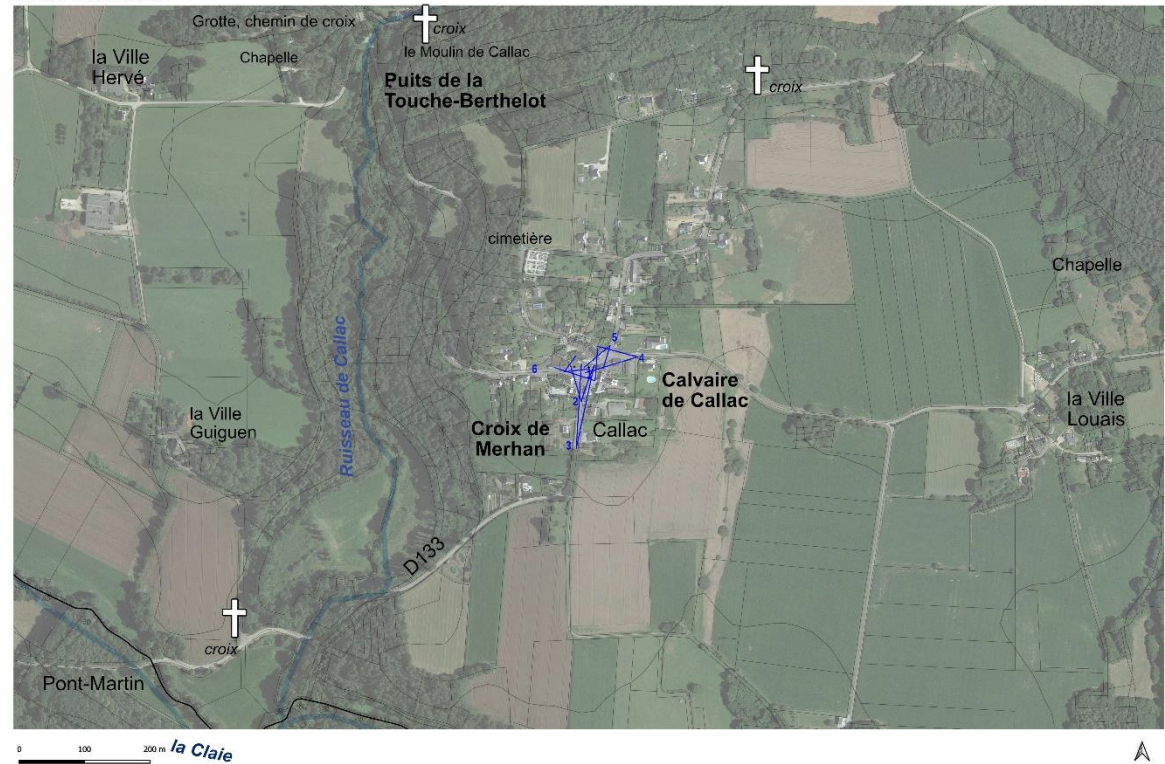 Grotte, chemin de croix
croix
le Moulin de Callac
la Ville
Hervé
Chapelle
Puits de la
Touche-Berthelot
croix
cimetière
Chapelle
Ruisseau de Callac
5
4
6
1
2
3
Calvaire
de Callac
Croix de
Merhan
Callac
la Ville
Louais
la Ville
Guiguen
D133
croix
Pont-Martin
0 100 200 m
la Claie